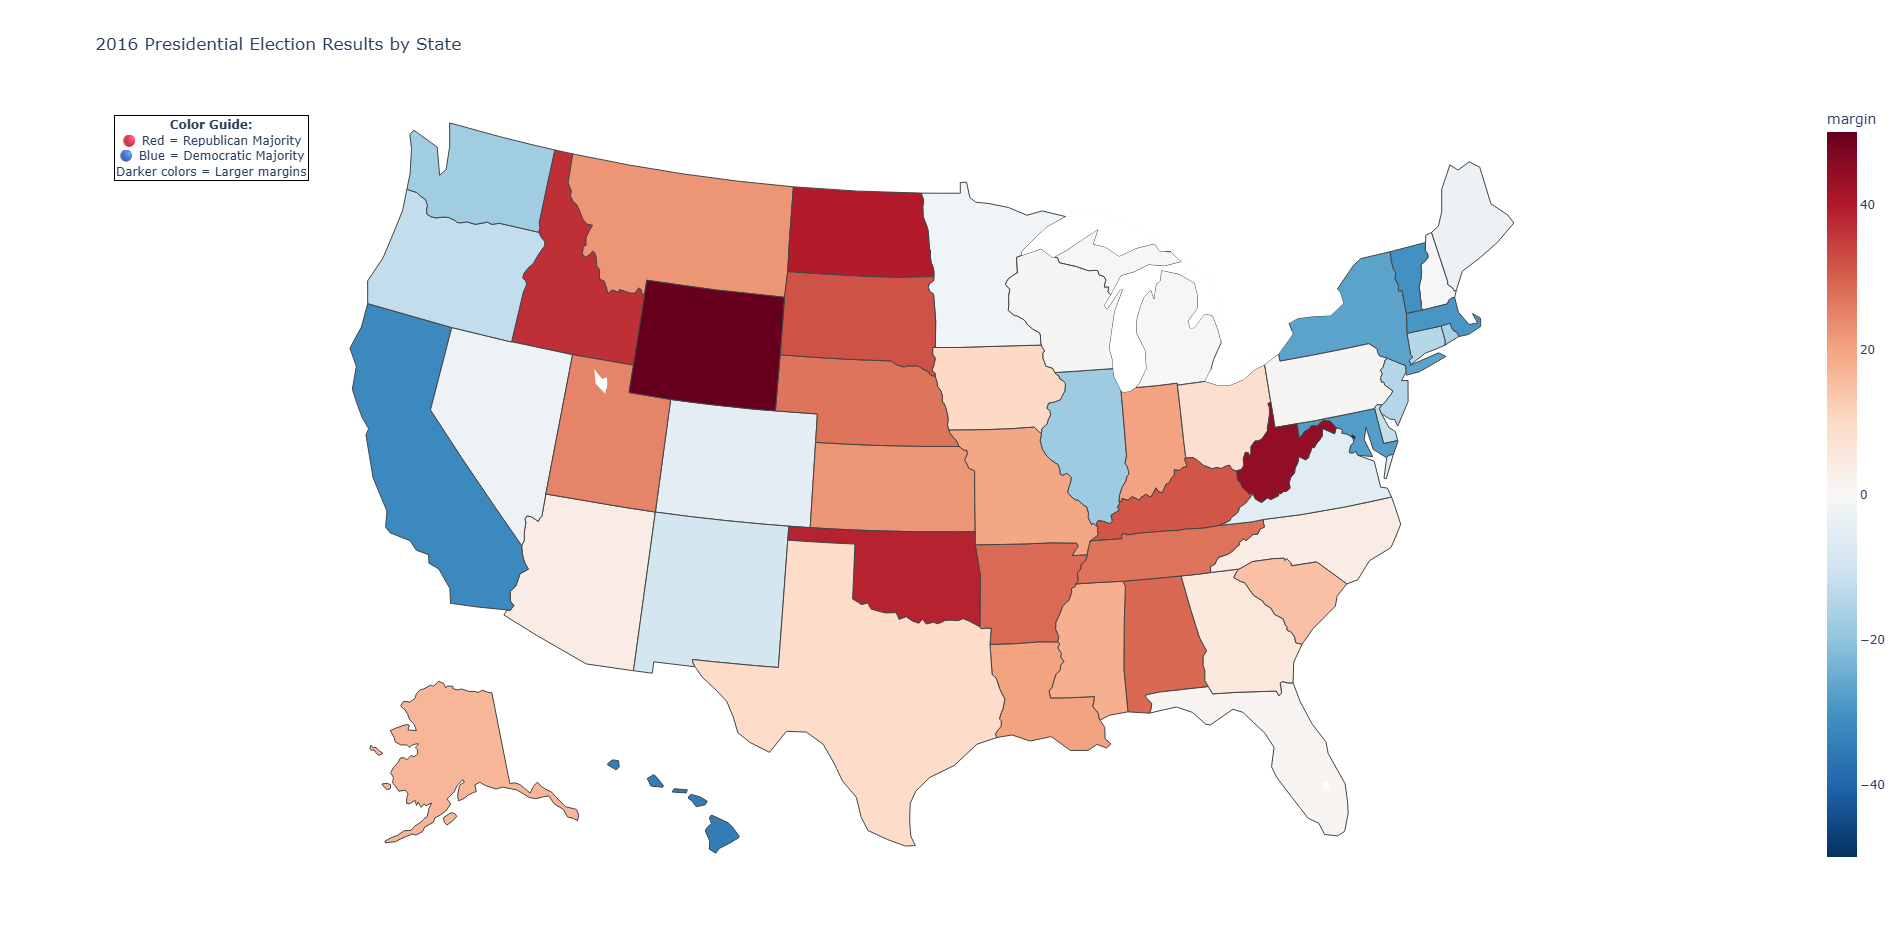 2016 Presidential Election Results by State
Color Guide:
Red = Republican Majority
Blue = Democratic Majority
Darker colors = Larger margins
margin
40
20
0
−20
−40